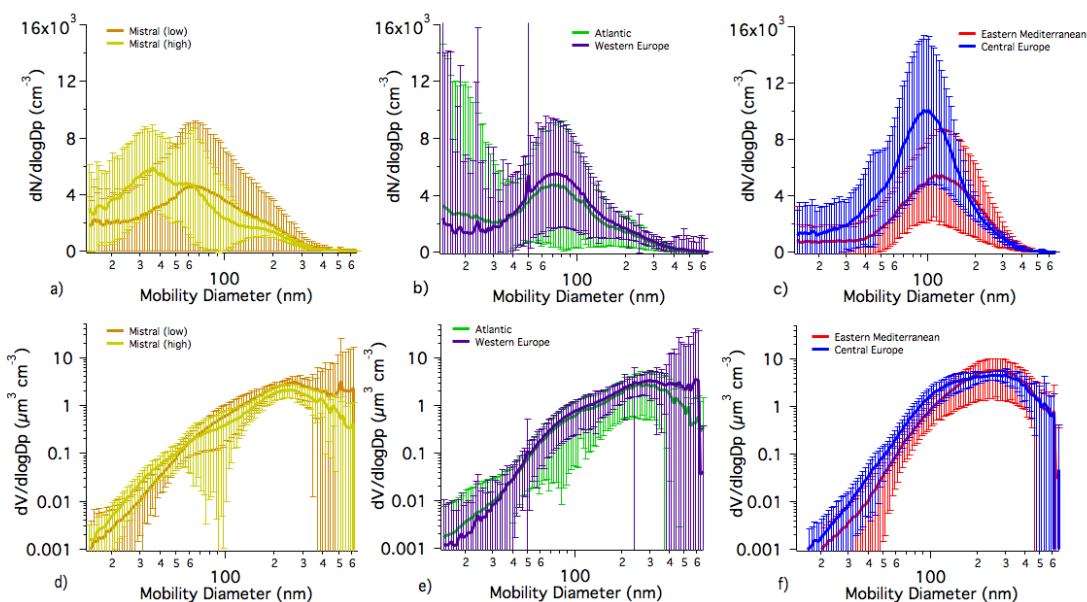 16x10³
12
8
4
0
dN/dlogDp (cm⁻³)
Mistral (low)
Mistral (high)
2 3 4 5 6 100 2 3 4 5 6
a) Mobility Diameter (nm)
16x10³
12
8
4
0
dN/dlogDp (cm⁻³)
Atlantic
Western Europe
2 3 4 5 6 100 2 3 4 5 6
b) Mobility Diameter (nm)
16x10³
12
8
4
0
dN/dlogDp (cm⁻³)
Eastern Mediterranean
Central Europe
2 3 4 5 6 100 2 3 4 5 6
c) Mobility Diameter (nm)
10
1
0.1
0.01
0.001
dV/dlogDp (µm³ cm⁻³)
Mistral (low)
Mistral (high)
2 3 4 5 6 100 2 3 4 5 6
d) Mobility Diameter (nm)
10
1
0.1
0.01
0.001
dV/dlogDp (µm³ cm⁻³)
Atlantic
Western Europe
2 3 4 5 6 100 2 3 4 5 6
e) Mobility Diameter (nm)
10
1
0.1
0.01
0.001
dV/dlogDp (µm³ cm⁻³)
Eastern Mediterranean
Central Europe
2 3 4 5 6 100 2 3 4 5 6
f) Mobility Diameter (nm)